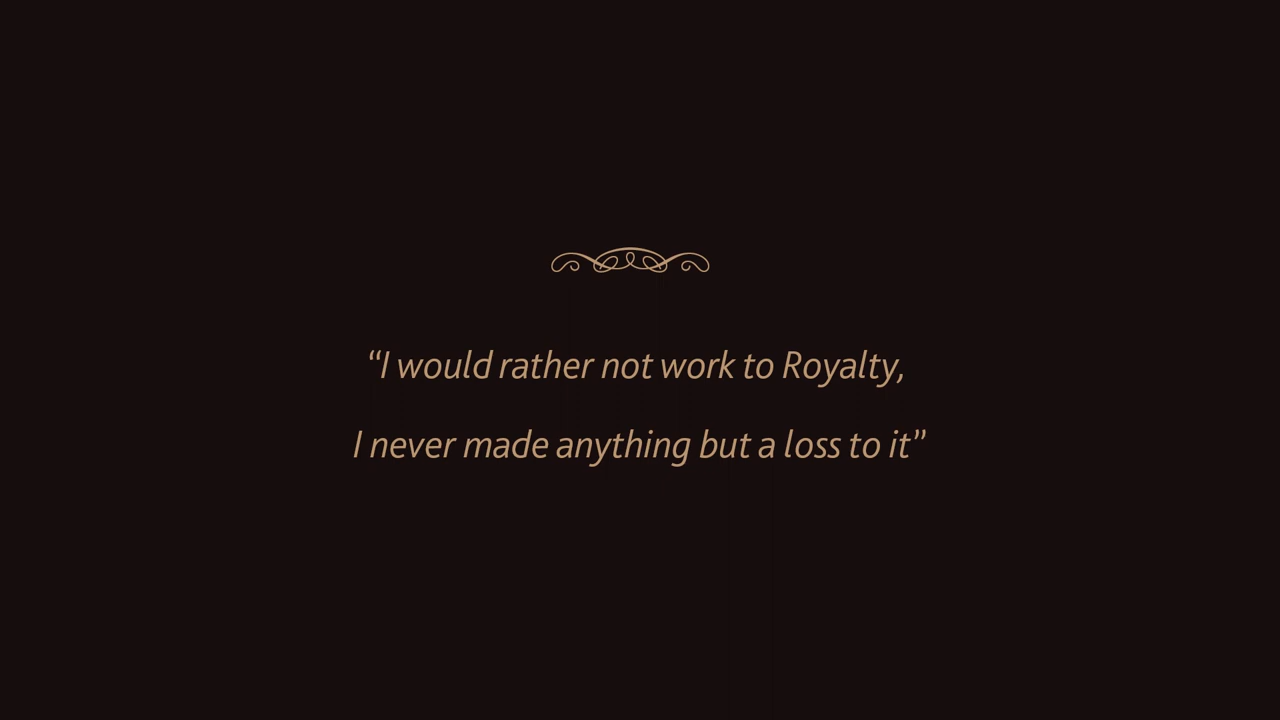 “I would rather not work to Royalty,
I never made anything but a loss to it”